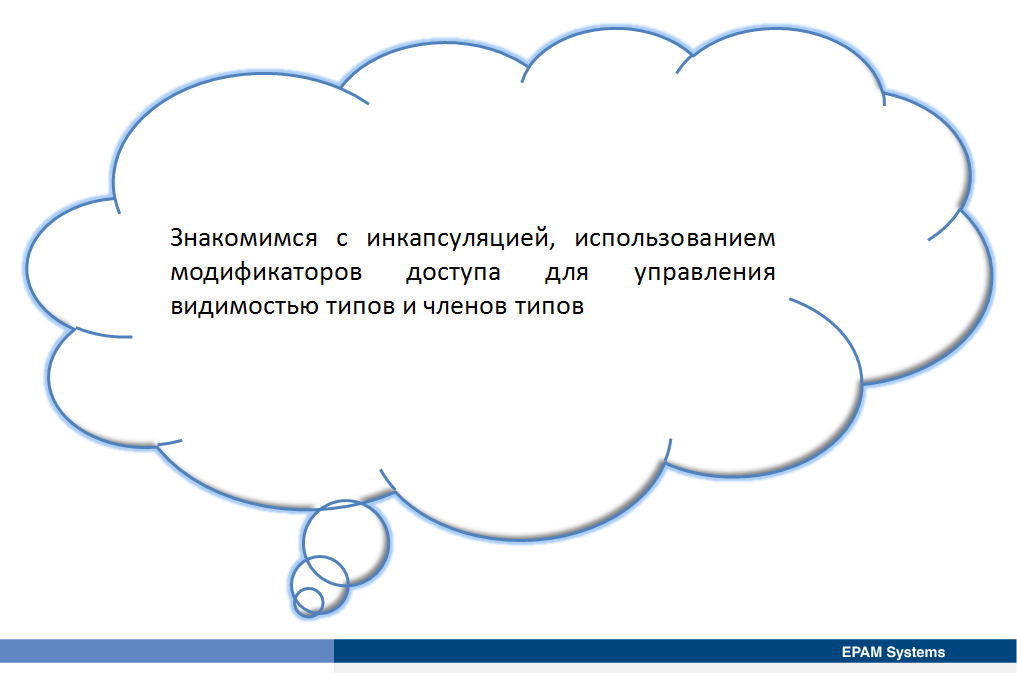 Знакомимся с инкапсуляцией, использованием
модификаторов доступа для управления
видимостью типов и членов типов
EPAM Systems